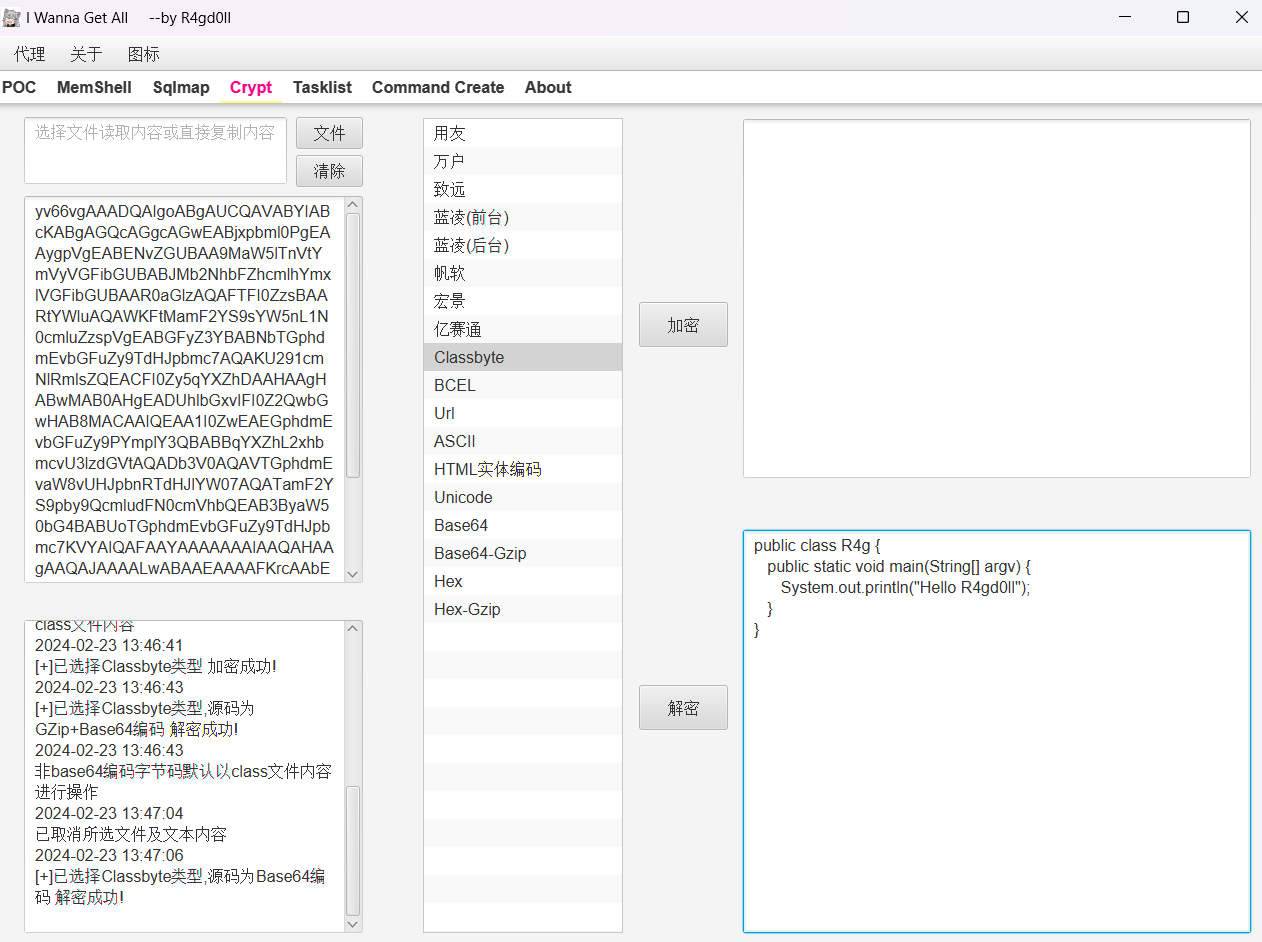 I Wanna Get All --by R4gd0ll
代理 关于 图标
POC MemShell Sqlmap Crypt Tasklist Command Create About
选择文件读取内容或直接复制内容
文件
清除
yv66vgAAADQAIgoABgAUCQAVABYIAB
cKABgAGQcAGgcAGwEABjxpbml0PgEA
AygpVgEABENvZGUBAA9MaW5lTnVtY
mVyVGFibGUBABJMb2NhbFZhcmlhYmx
lVGFibGUBAAR0aGlzAQAFTFI0ZzsBAA
RtYWluAQAWKFtMamF2YS9sYW5nL1N
0cmluZzspVgEABGFyZ3YBABNbTGphd
mEvbGFuZy9TdHJpbmc7AQAKU291cm
NlRmlsZQEACFI0Zy5qYXZhDAAHAAgH
ABwMAB0AHgEADUhlbGxvIFI0Z2QwbG
wHAB8MACAAIQEAA1I0ZwEAEGphdmE
vbGFuZy9PYmplY3QBABBqYXZhL2xhb
mcvU3lzdGVtAQADb3V0AQAVTGphdmE
vaW8vUHJpbnRTdHJlYW07AQATamF2Y
S9pby9QcmludFN0cmVhbQEAB3ByaW5
0bG4BABUoTGphdmEvbGFuZy9TdHJpb
mc7KVYAIQAFAAYAAAAAAAIAAQAHAA
gAAQAJAAAALwABAAEAAAAFKrcAAbE
class文件内容
2024-02-23 13:46:41
[+]已选择Classbyte类型 加密成功!
2024-02-23 13:46:43
[+]已选择Classbyte类型,源码为
GZip+Base64编码 解密成功!
2024-02-23 13:46:43
非base64编码字节码默认以class文件内容
进行操作
2024-02-23 13:47:04
已取消所选文件及文本内容
2024-02-23 13:47:06
[+]已选择Classbyte类型,源码为Base64编
码 解密成功!
用友
万户
致远
蓝凌(前台)
蓝凌(后台)
帆软
宏景
亿赛通
Classbyte
BCEL
Url
ASCII
HTML实体编码
Unicode
Base64
Base64-Gzip
Hex
Hex-Gzip
加密
解密
public class R4g {
public static void main(String[] argv) {
System.out.println("Hello R4gd0ll");
}
}